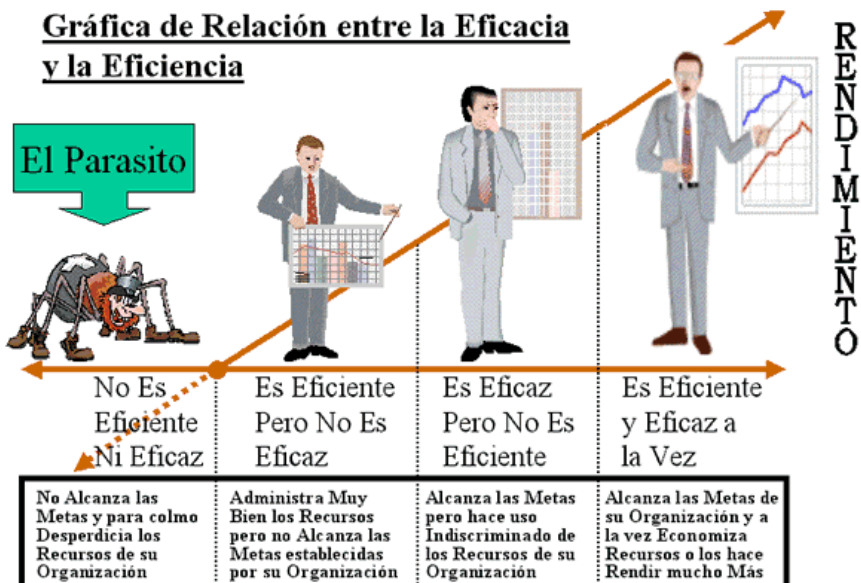 Gráfica de Relación entre la Eficacia
y la Eficiencia
El Parasito
RENDIMIENTO
No Es
Eficiente
Ni Eficaz
Es Eficiente
Pero No Es
Eficaz
Es Eficaz
Pero No Es
Eficiente
Es Eficiente
y Eficaz a
la Vez
No Alcanza las
Metas y para colmo
Desperdicia los
Recursos de su
Organización
Administra Muy
Bien los Recursos
pero no Alcanza las
Metas establecidas
por su Organización
Alcanza las Metas
pero hace uso
Indiscriminado de
los Recursos de su
Organización
Alcanza las Metas de
su Organización y a
la vez Economiza
Recursos o los hace
Rendir mucho Más